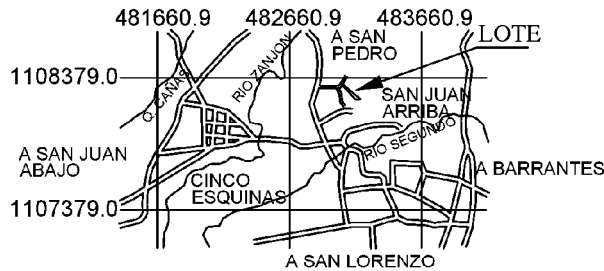 481660.9 482660.9 483660.9
A SAN
PEDRO
LOTE
1108379.0
Q. CAÑAS
RIO ZANJON
SAN JUAN
ARRIBA
RIO SEGUNDO
A SAN JUAN
ABAJO
CINCO
ESQUINAS
A BARRANTES
1107379.0
A SAN LORENZO